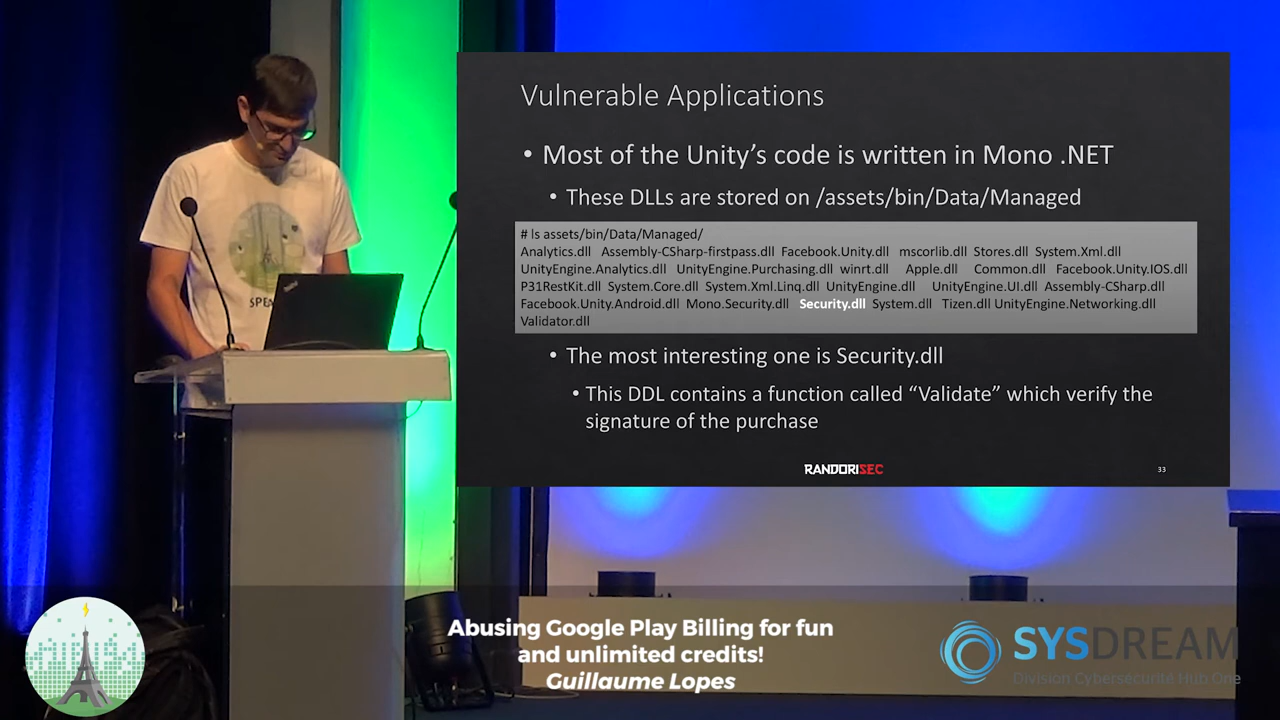 Vulnerable Applications
• Most of the Unity's code is written in Mono .NET
• These DLLs are stored on /assets/bin/Data/Managed
# ls assets/bin/Data/Managed/
Analytics.dll Assembly-CSharp-firstpass.dll Facebook.Unity.dll mscorlib.dll Stores.dll System.Xml.dll
UnityEngine.Analytics.dll UnityEngine.Purchasing.dll winrt.dll Apple.dll Common.dll Facebook.Unity.IOS.dll
P31RestKit.dll System.Core.dll System.Xml.Linq.dll UnityEngine.dll UnityEngine.UI.dll Assembly-CSharp.dll
Facebook.Unity.Android.dll Mono.Security.dll Security.dll System.dll Tizen.dll UnityEngine.Networking.dll
Validator.dll
• The most interesting one is Security.dll
• This DDL contains a function called “Validate” which verify the
signature of the purchase
RANDORISEC
33
SPEA
Abusing Google Play Billing for fun
and unlimited credits!
Guillaume Lopes
SYSDREAM
Division Cybersécurité Hub One